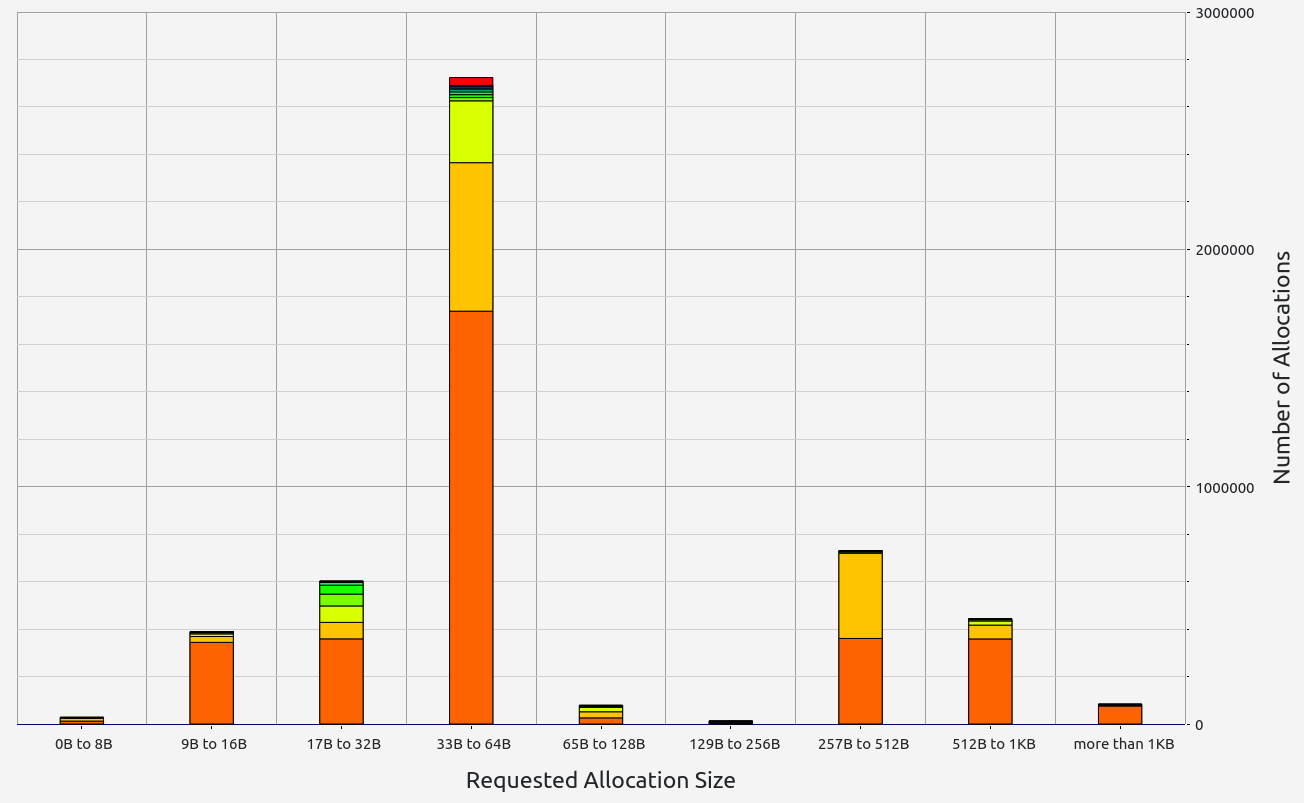 3000000
2000000
1000000
0
Number of Allocations
0B to 8B
9B to 16B
17B to 32B
33B to 64B
65B to 128B
129B to 256B
257B to 512B
512B to 1KB
more than 1KB
Requested Allocation Size